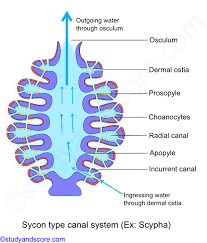 Outgoing water
through osculum
Osculum
Dermal ostia
Prosopyle
Choanocytes
Radial canal
Apopyle
Incurrent canal
Ingressing water
through dermal ostia
Sycon type canal system (Ex: Scypha)
©studyandscore.com